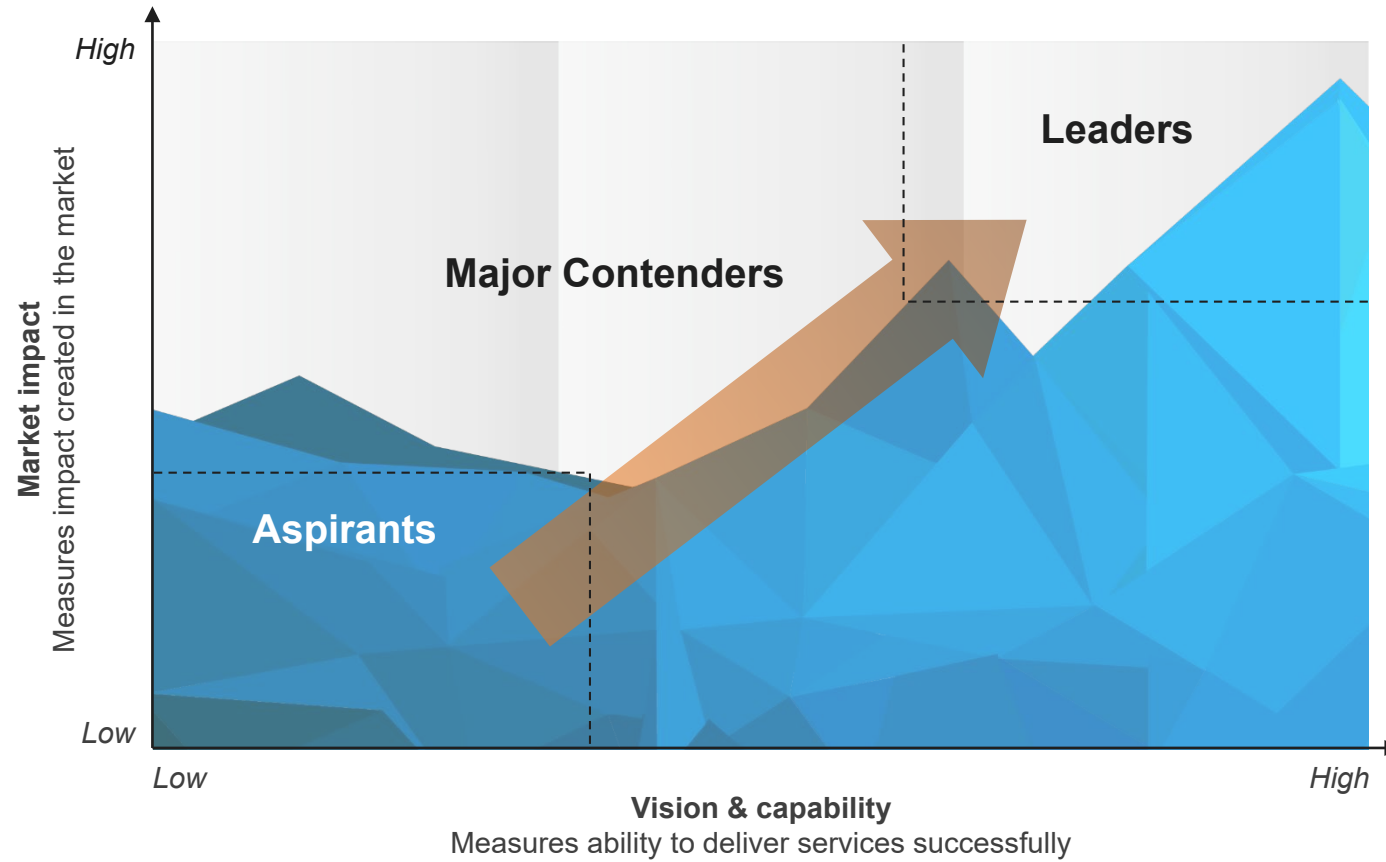 High
Leaders
Major Contenders
Market impact
Measures impact created in the market
Aspirants
Low
Low
High
Vision & capability
Measures ability to deliver services successfully